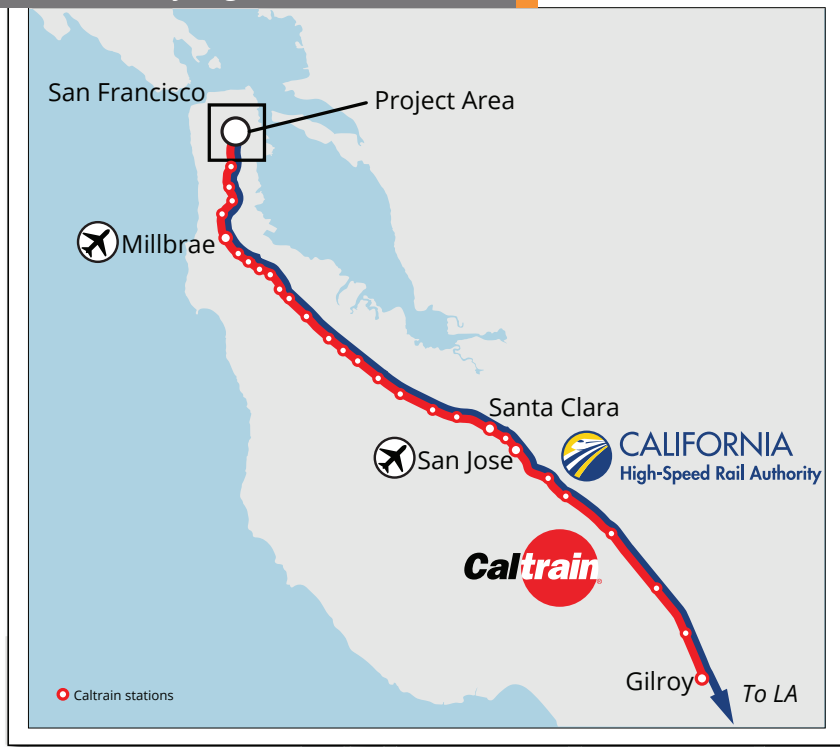 San Francisco
Project Area
Millbrae
Santa Clara
CALIFORNIA
High-Speed Rail Authority
San Jose
Caltrain
Gilroy
To LA
Caltrain stations